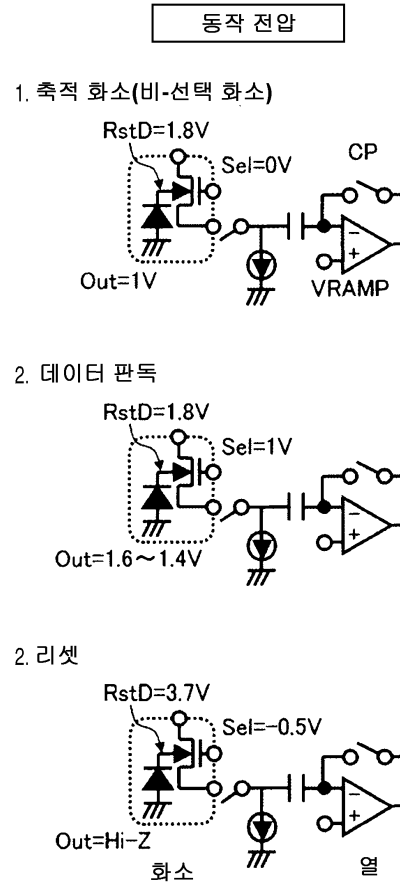 동작 전압
1. 축적 화소(비-선택 화소)
RstD=1.8V
Sel=0V
CP
Out=1V
VRAMP
2. 데이터 판독
RstD=1.8V
Sel=1V
Out=1.6～1.4V
2. 리셋
RstD=3.7V
Sel=-0.5V
Out=Hi-Z
화소
열